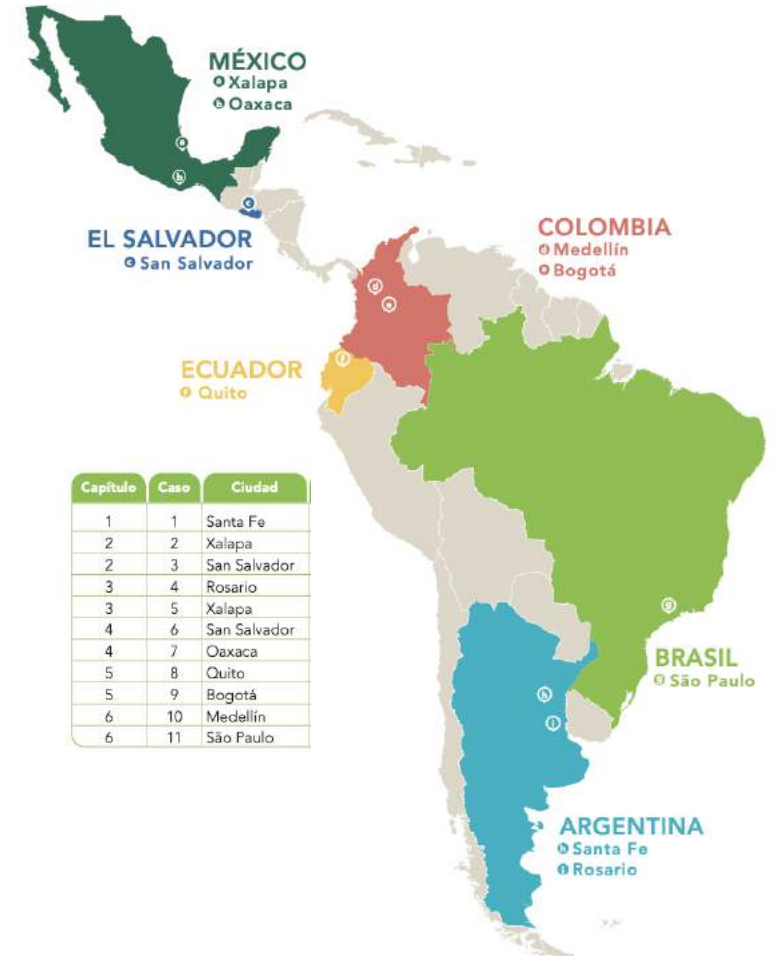 MÉXICO
a Xalapa
b Oaxaca
a
b
c
EL SALVADOR
c San Salvador
COLOMBIA
d Medellín
e Bogotá
d
e
f
ECUADOR
f Quito
Capítulo Caso Ciudad
1 1 Santa Fe
2 2 Xalapa
2 3 San Salvador
3 4 Rosario
3 5 Xalapa
4 6 San Salvador
4 7 Oaxaca
5 8 Quito
5 9 Bogotá
6 10 Medellín
6 11 São Paulo
g
BRASIL
g São Paulo
h
i
ARGENTINA
h Santa Fe
i Rosario